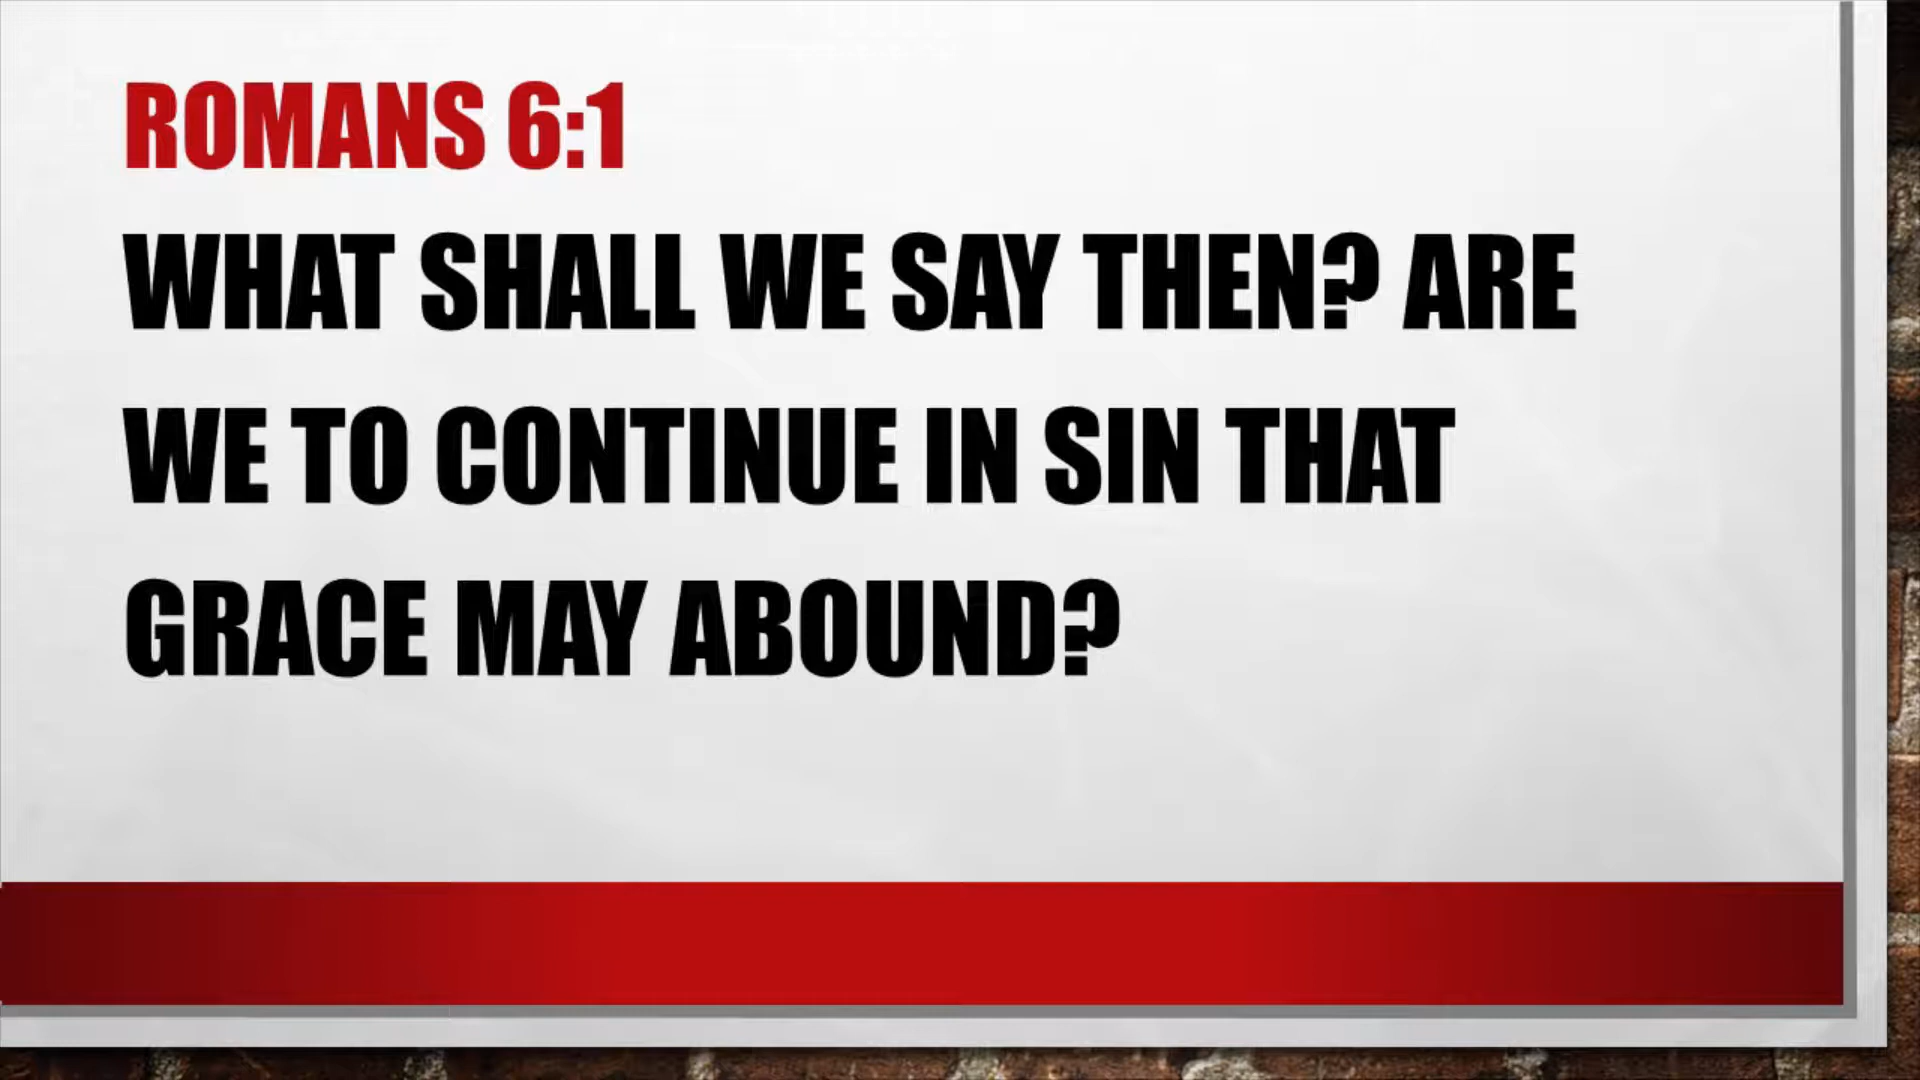 ROMANS 6:1
WHAT SHALL WE SAY THEN? ARE
WE TO CONTINUE IN SIN THAT
GRACE MAY ABOUND?